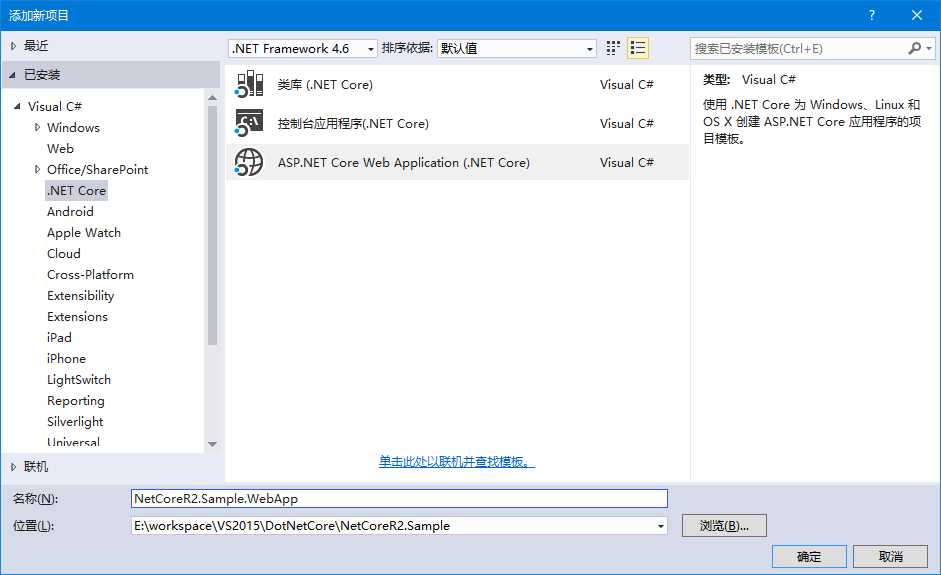 添加新项目
?
最近
.NET Framework 4.6
排序依据:
默认值
搜索已安装模板(Ctrl+E)
已安装
Visual C#
Windows
Web
Office/SharePoint
.NET Core
Android
Apple Watch
Cloud
Cross-Platform
Extensibility
Extensions
iPad
iPhone
LightSwitch
Reporting
Silverlight
Universal
联机
类库 (.NET Core)
Visual C#
控制台应用程序(.NET Core)
Visual C#
ASP.NET Core Web Application (.NET Core)
Visual C#
单击此处以联机并查找模板。
类型: Visual C#
使用 .NET Core 为 Windows、Linux 和
OS X 创建 ASP.NET Core 应用程序的项
目模板。
名称(N):
NetCoreR2.Sample.WebApp
位置(L):
E:\workspace\VS2015\DotNetCore\NetCoreR2.Sample
浏览(B)...
确定
取消